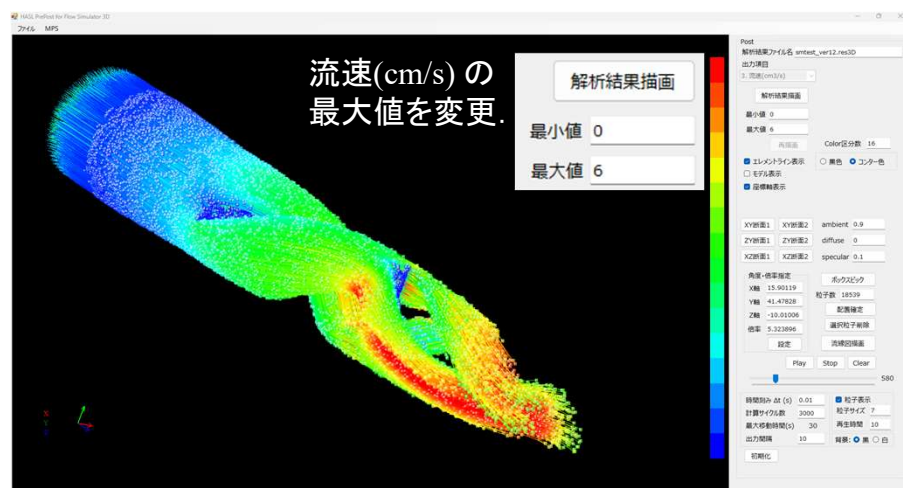 HASL PrePost for Flow Simulator 3D
ファイル MPS
流速(cm/s) の
最大値を変更.
解析結果描画
最小値 0
最大値 6
Post
解析結果ファイル名 smtest_ver12.res3D
出力項目
3. 流速(cm3/s)
解析結果描画
最小値 0
最大値 6
再描画 Color区分数 16
エレメントライン表示 黒色 コンター色
モデル表示
座標軸表示
XY断面1 XY断面2 ambient 0.9
ZY断面1 ZY断面2 diffuse 0
XZ断面1 XZ断面2 specular 0.1
角度・倍率指定 ボックスピック
X軸 15.90119 粒子数 18539
Y軸 41.47828 配置確定
Z軸 -10.01006 選択粒子削除
倍率 5.323896
設定 流線図描画
Play Stop Clear
580
時間刻み Δt (s) 0.01 粒子表示
計算サイクル数 3000 粒子サイズ 7
最大移動時間(s) 30 再生時間 10
出力間隔 10 背景: 黒 白
初期化
X
Y